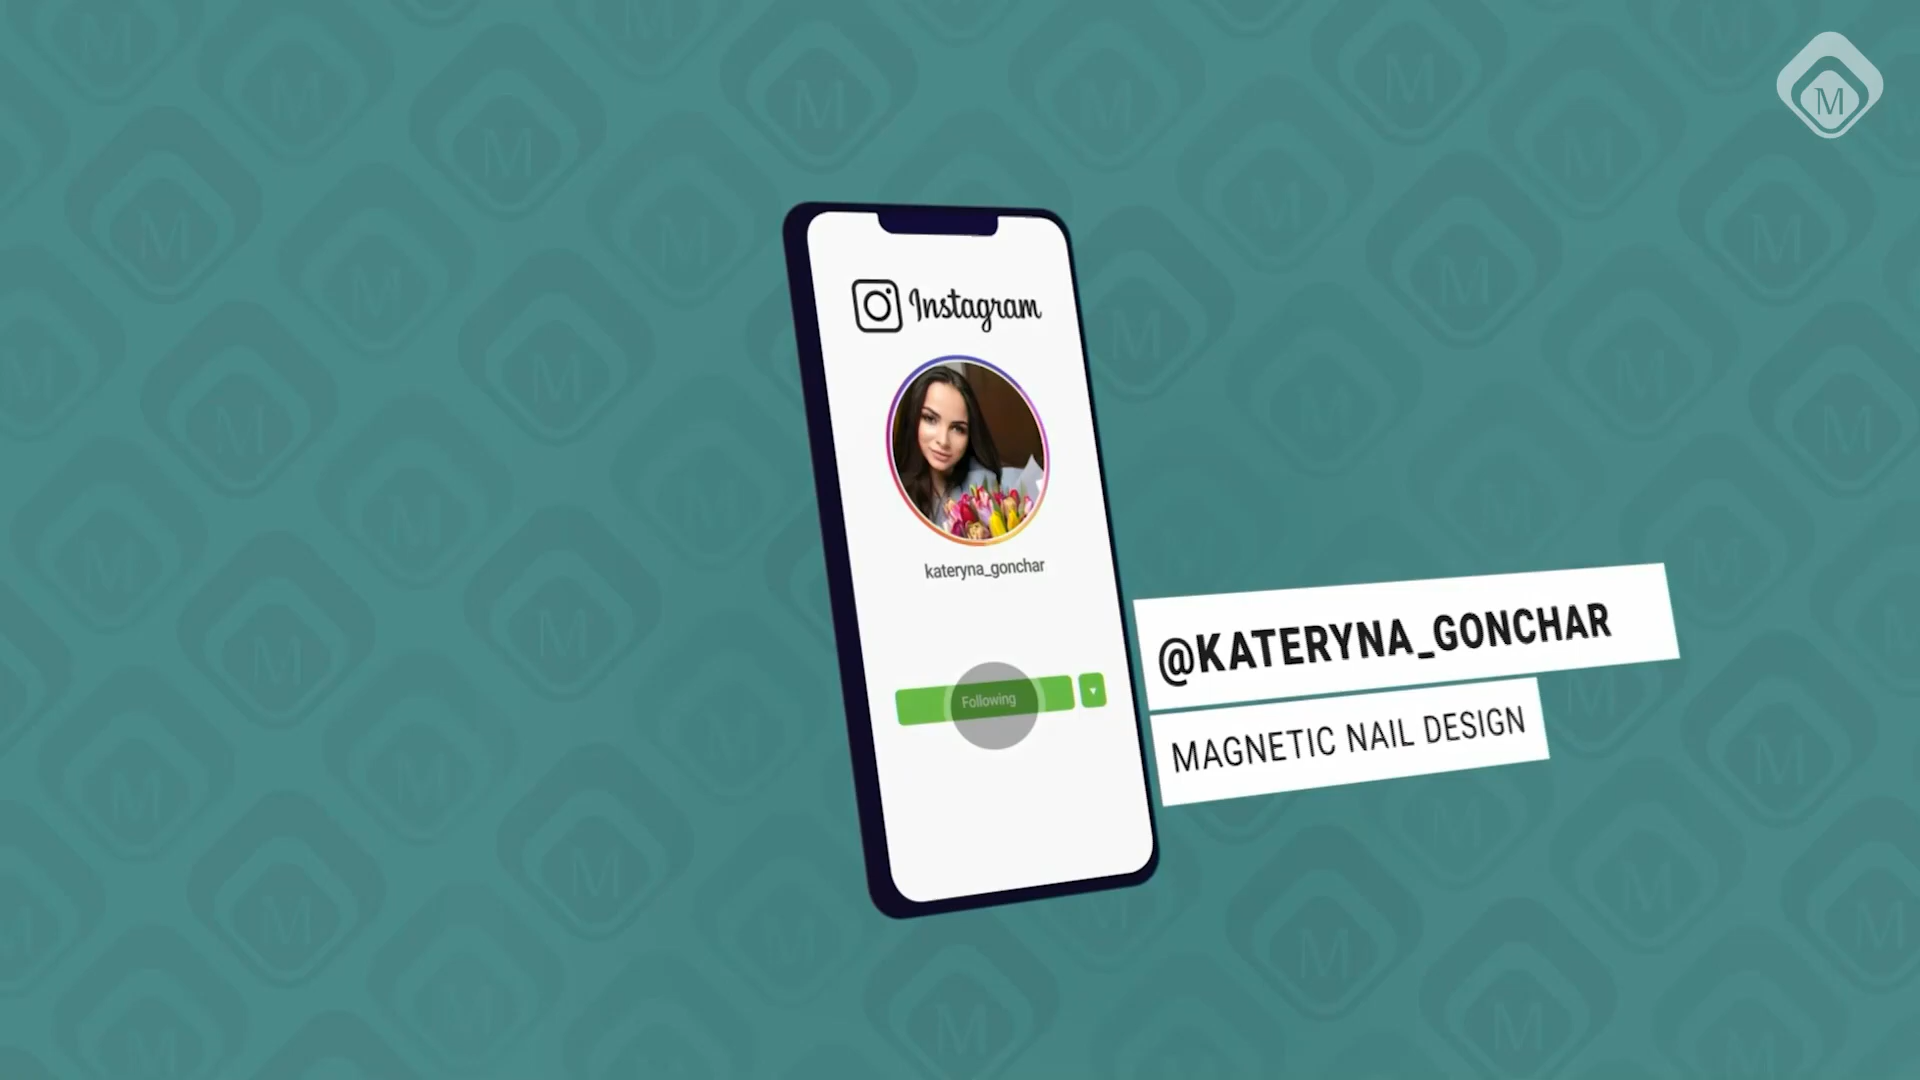 M
Instagram
kateryna_gonchar
Following
@KATERYNA_GONCHAR
MAGNETIC NAIL DESIGN